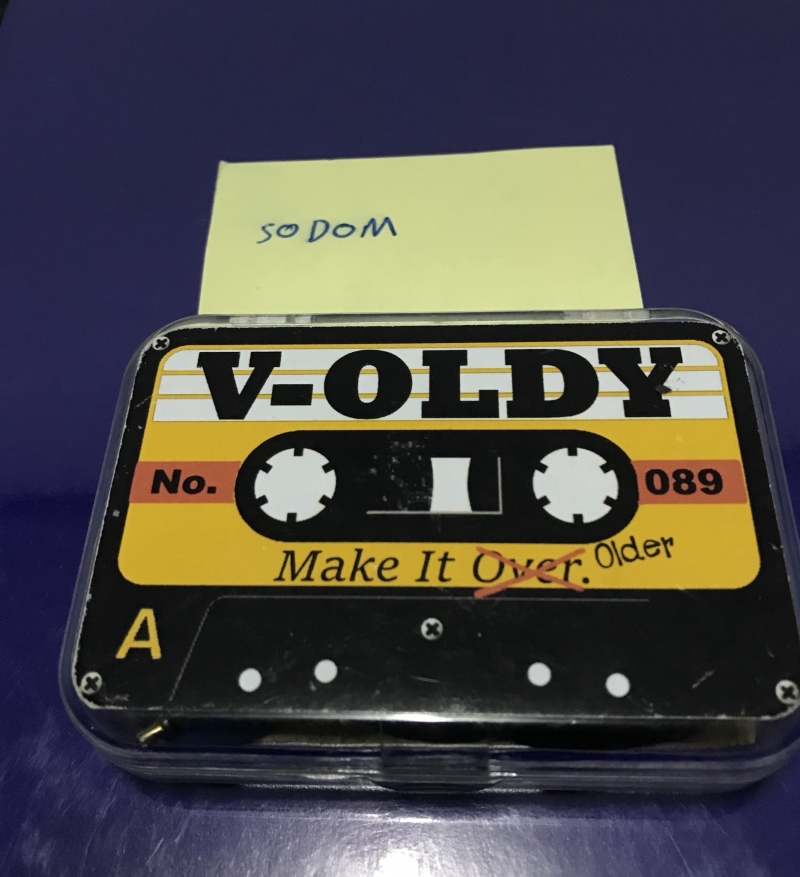 SODOM
V-OLDY
No. 089
Make It Over. Older
A